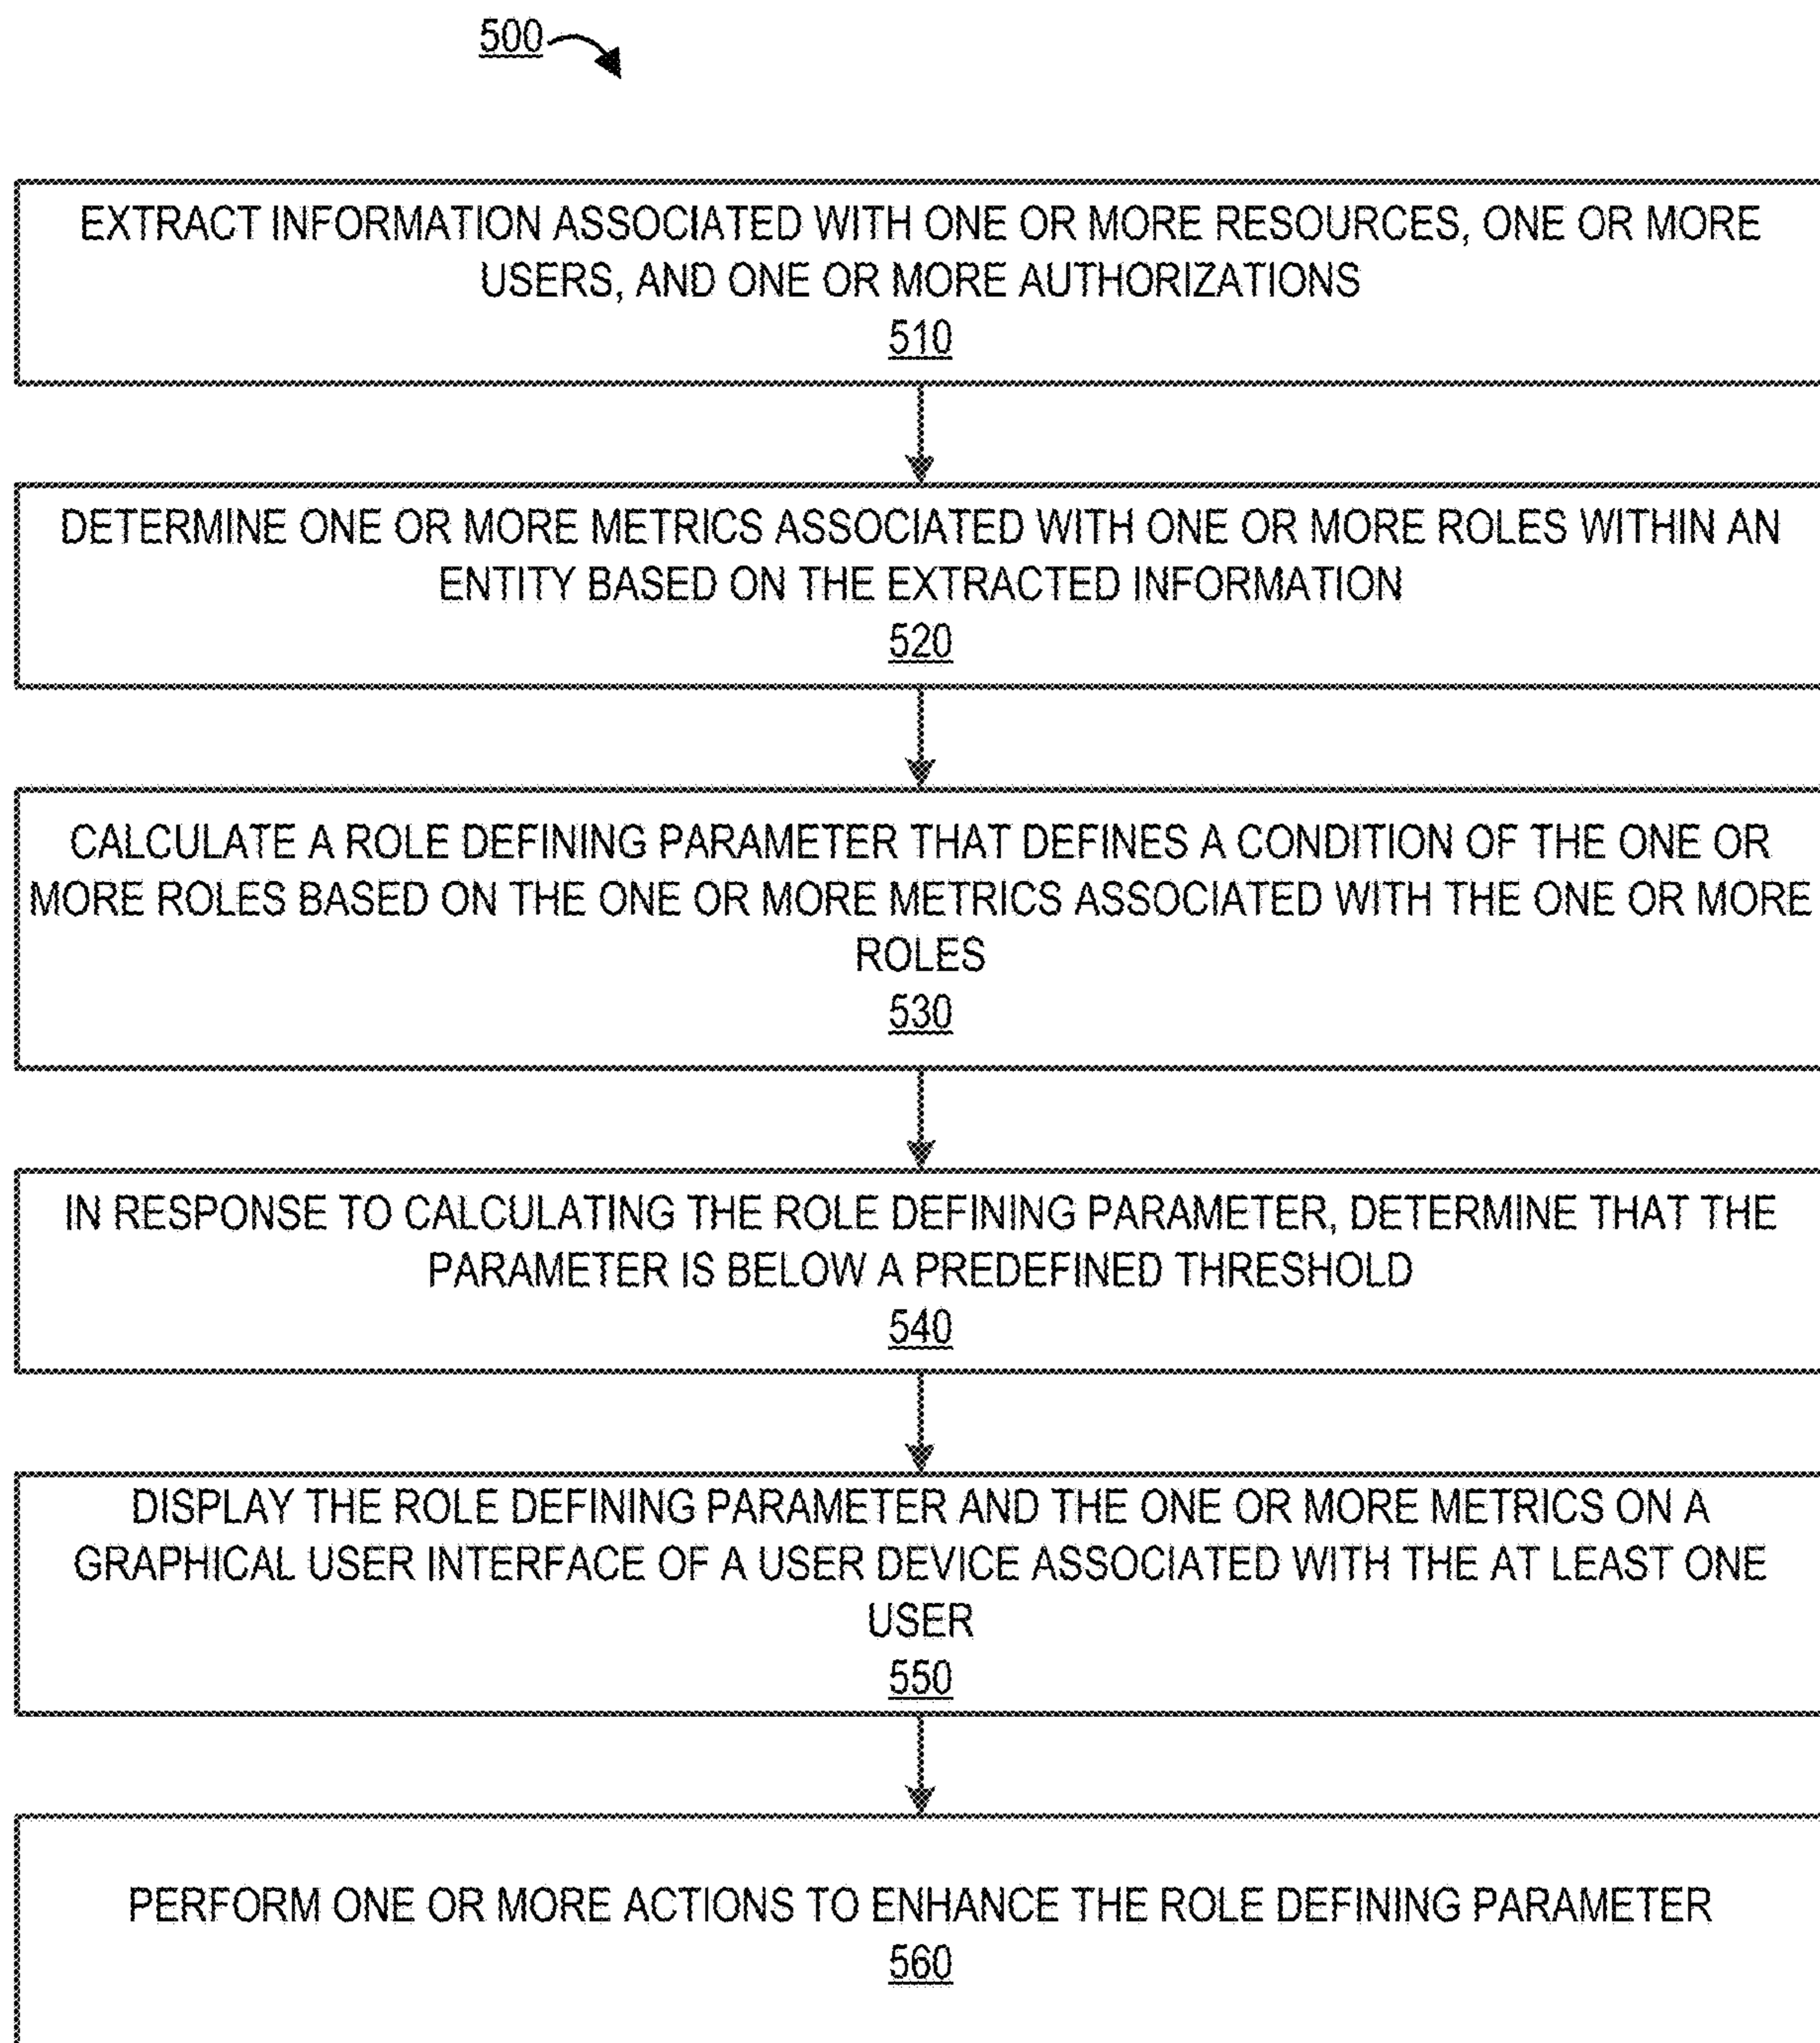 500
EXTRACT INFORMATION ASSOCIATED WITH ONE OR MORE RESOURCES, ONE OR MORE
USERS, AND ONE OR MORE AUTHORIZATIONS
510
DETERMINE ONE OR MORE METRICS ASSOCIATED WITH ONE OR MORE ROLES WITHIN AN
ENTITY BASED ON THE EXTRACTED INFORMATION
520
CALCULATE A ROLE DEFINING PARAMETER THAT DEFINES A CONDITION OF THE ONE OR
MORE ROLES BASED ON THE ONE OR MORE METRICS ASSOCIATED WITH THE ONE OR MORE
ROLES
530
IN RESPONSE TO CALCULATING THE ROLE DEFINING PARAMETER, DETERMINE THAT THE
PARAMETER IS BELOW A PREDEFINED THRESHOLD
540
DISPLAY THE ROLE DEFINING PARAMETER AND THE ONE OR MORE METRICS ON A
GRAPHICAL USER INTERFACE OF A USER DEVICE ASSOCIATED WITH THE AT LEAST ONE
USER
550
PERFORM ONE OR MORE ACTIONS TO ENHANCE THE ROLE DEFINING PARAMETER
560